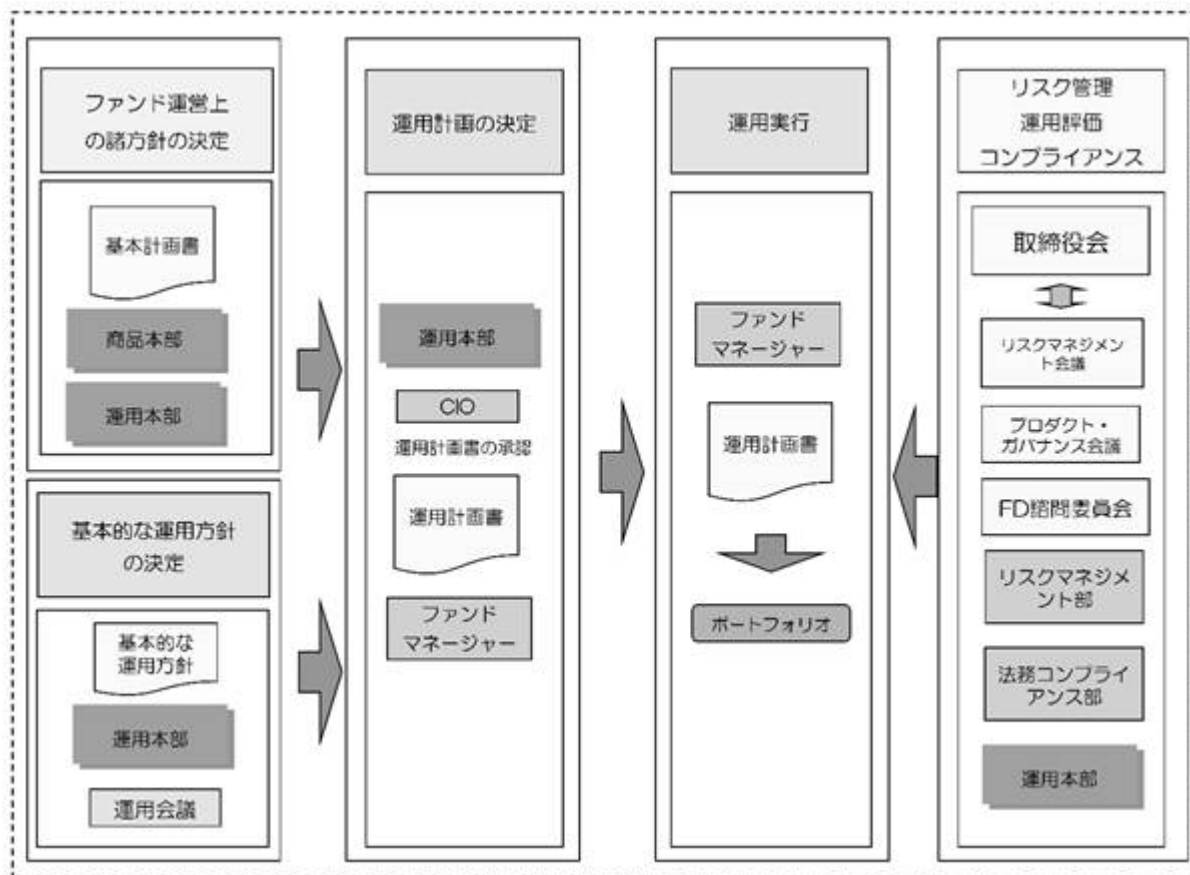 ファンド運営上
の諸方針の決定
基本計画書
商品本部
運用本部
基本的な運用方針
の決定
基本的な
運用方針
運用本部
運用会議
運用計画の決定
運用本部
CIO
運用計画書の承認
運用計画書
ファンド
マネージャー
運用実行
ファンド
マネージャー
運用計画書
ポートフォリオ
リスク管理
運用評価
コンプライアンス
取締役会
リスクマネジメン
ト会議
プロダクト・
ガバナンス会議
FD諮問委員会
リスクマネジメ
ント部
法務コンプライ
アンス部
運用本部